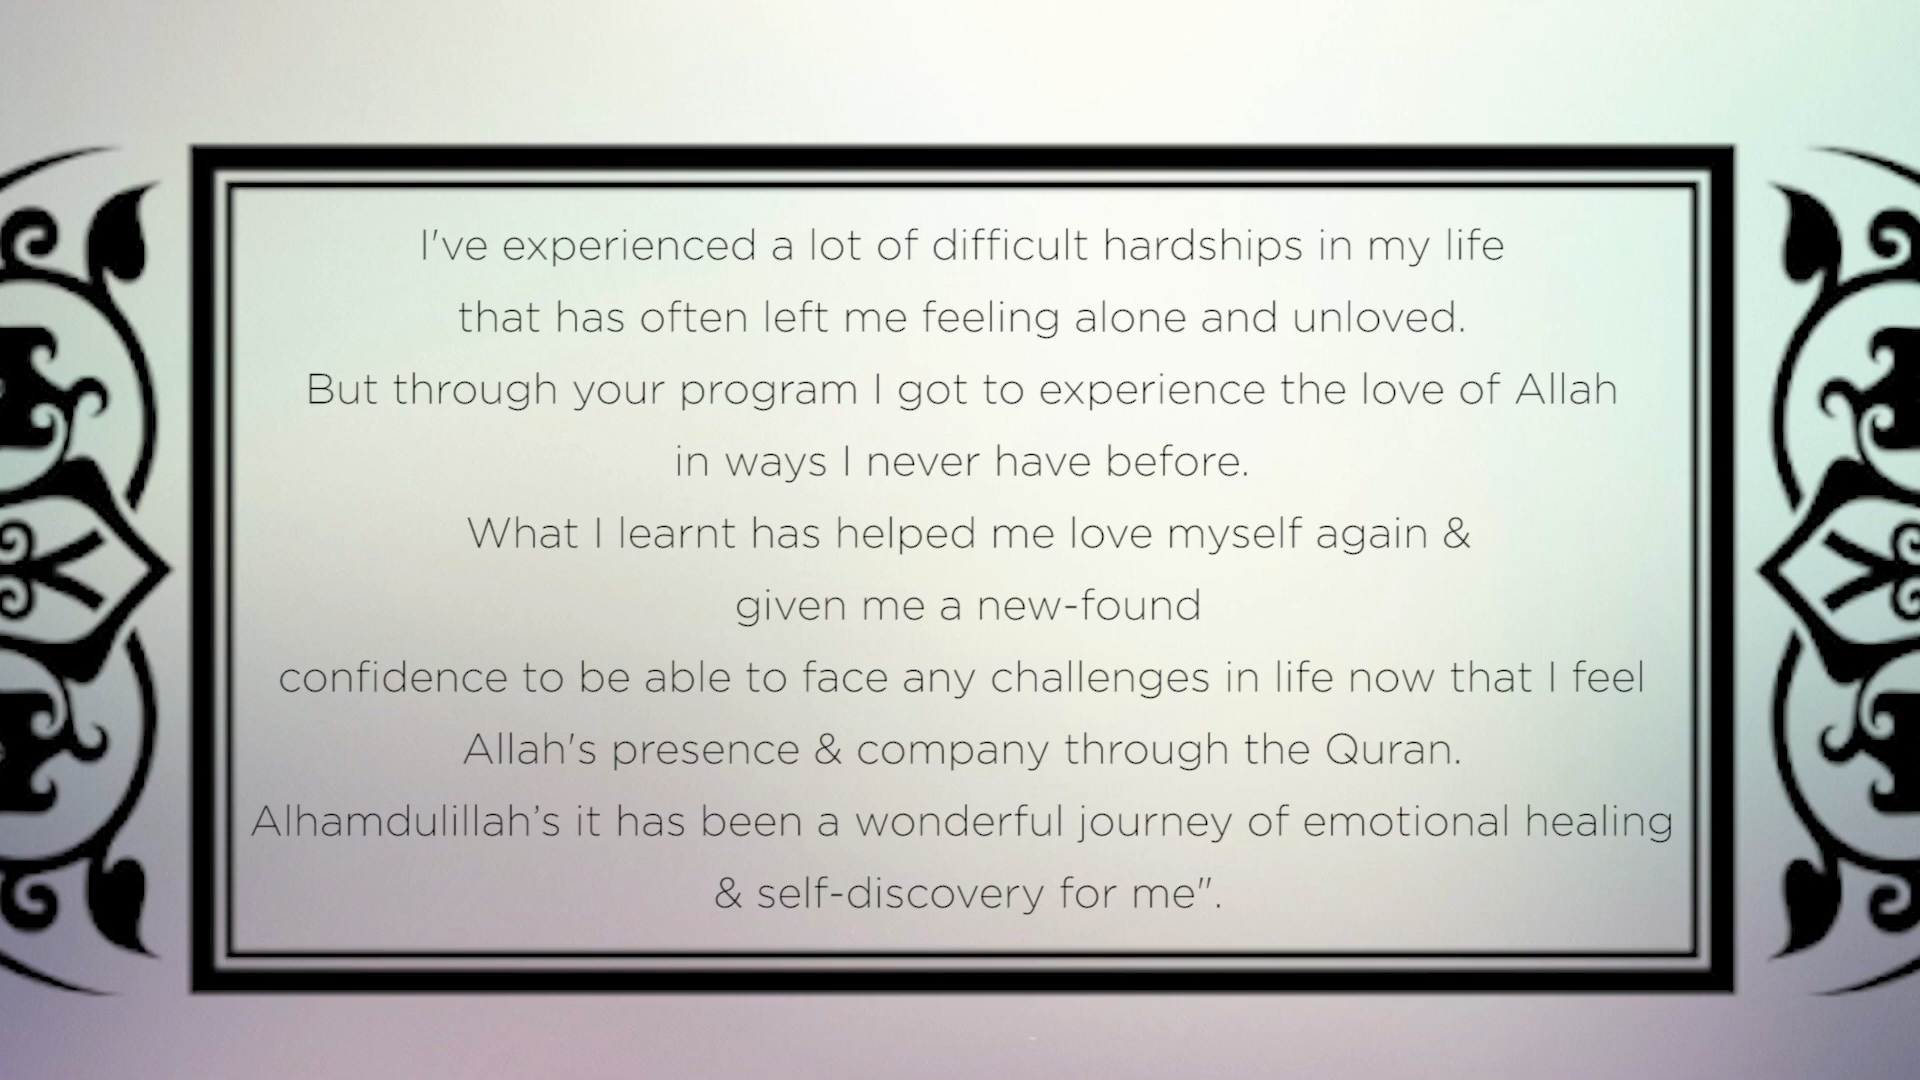 I've experienced a lot of difficult hardships in my life
that has often left me feeling alone and unloved.
But through your program I got to experience the love of Allah
in ways I never have before.
What I learnt has helped me love myself again &
given me a new-found
confidence to be able to face any challenges in life now that I feel
Allah's presence & company through the Quran.
Alhamdulillah’s it has been a wonderful journey of emotional healing
& self-discovery for me".